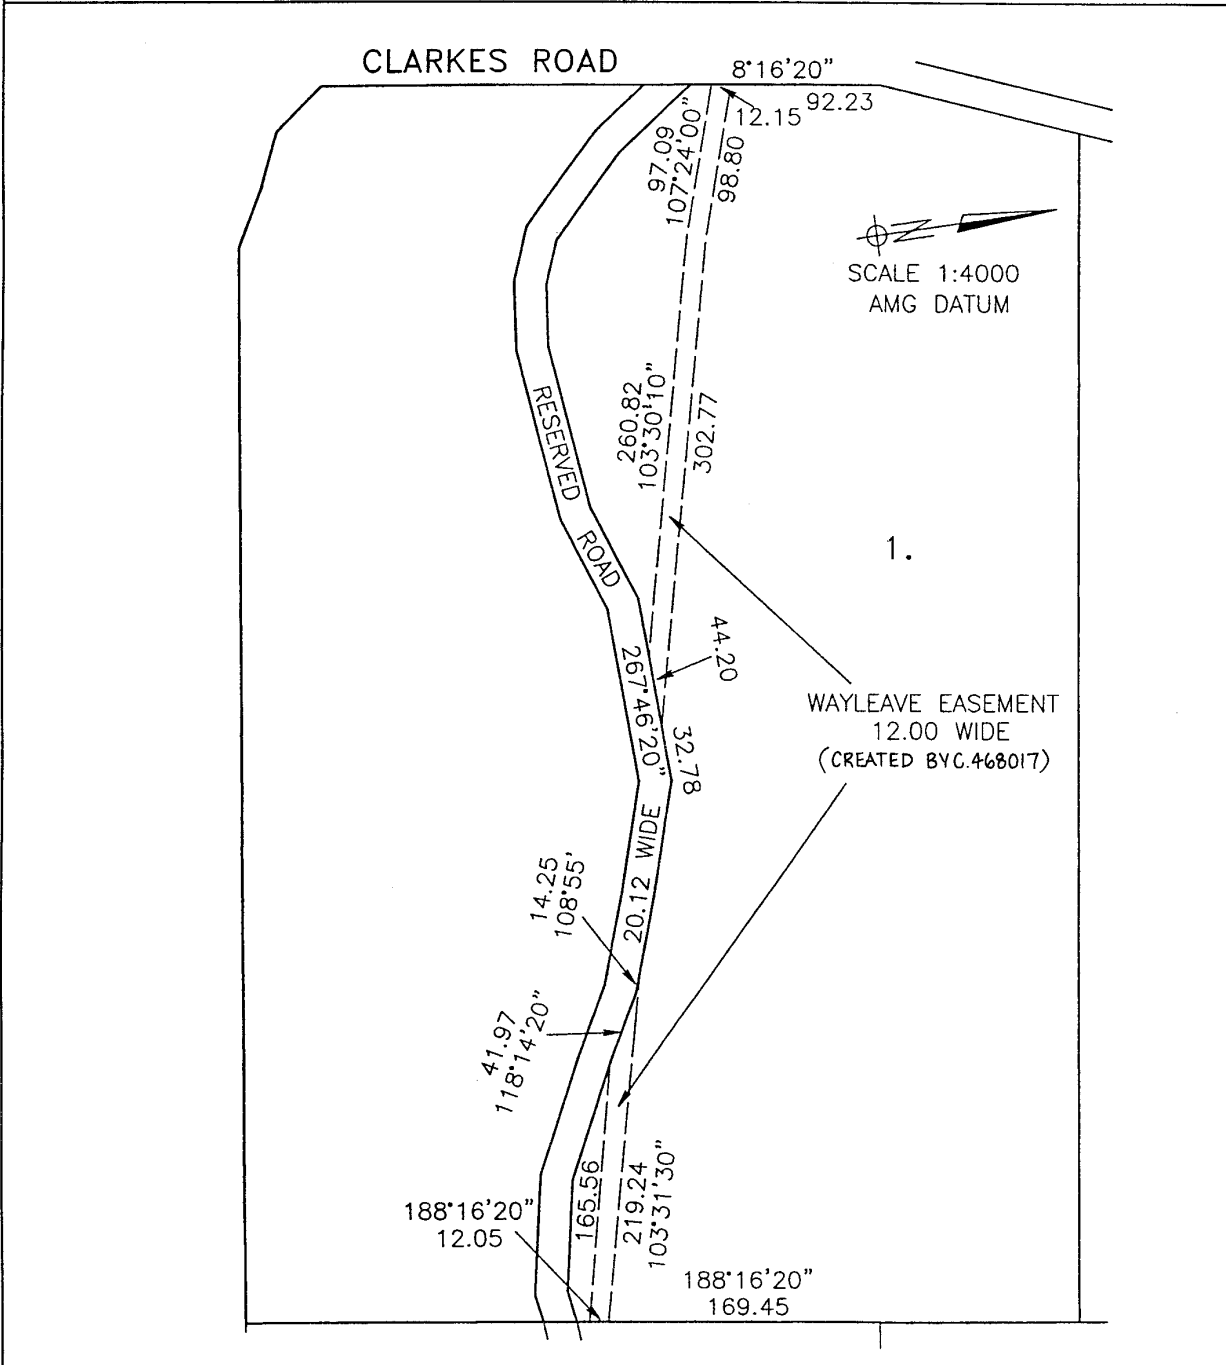 CLARKES ROAD
8°16'20"
92.23
12.15
97.09
107°24'00"
98.80
N
SCALE 1:4000
AMG DATUM
260.82
103°30'10"
302.77
RESERVED ROAD
1.
44.20
267°46'20"
32.78
WAYLEAVE EASEMENT
12.00 WIDE
(CREATED BY C.468017)
20.12 WIDE
14.25
108°55'
41.97
118°14'20"
165.56
219.24
103°31'30"
188°16'20"
12.05
188°16'20"
169.45